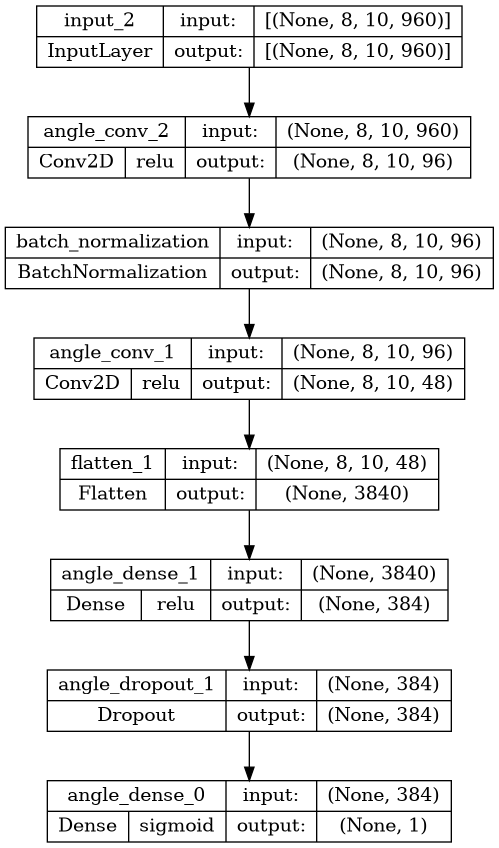 input_2 input: [(None, 8, 10, 960)]
InputLayer output: [(None, 8, 10, 960)]
angle_conv_2 input: (None, 8, 10, 960)
Conv2D relu output: (None, 8, 10, 96)
batch_normalization input: (None, 8, 10, 96)
BatchNormalization output: (None, 8, 10, 96)
angle_conv_1 input: (None, 8, 10, 96)
Conv2D relu output: (None, 8, 10, 48)
flatten_1 input: (None, 8, 10, 48)
Flatten output: (None, 3840)
angle_dense_1 input: (None, 3840)
Dense relu output: (None, 384)
angle_dropout_1 input: (None, 384)
Dropout output: (None, 384)
angle_dense_0 input: (None, 384)
Dense sigmoid output: (None, 1)